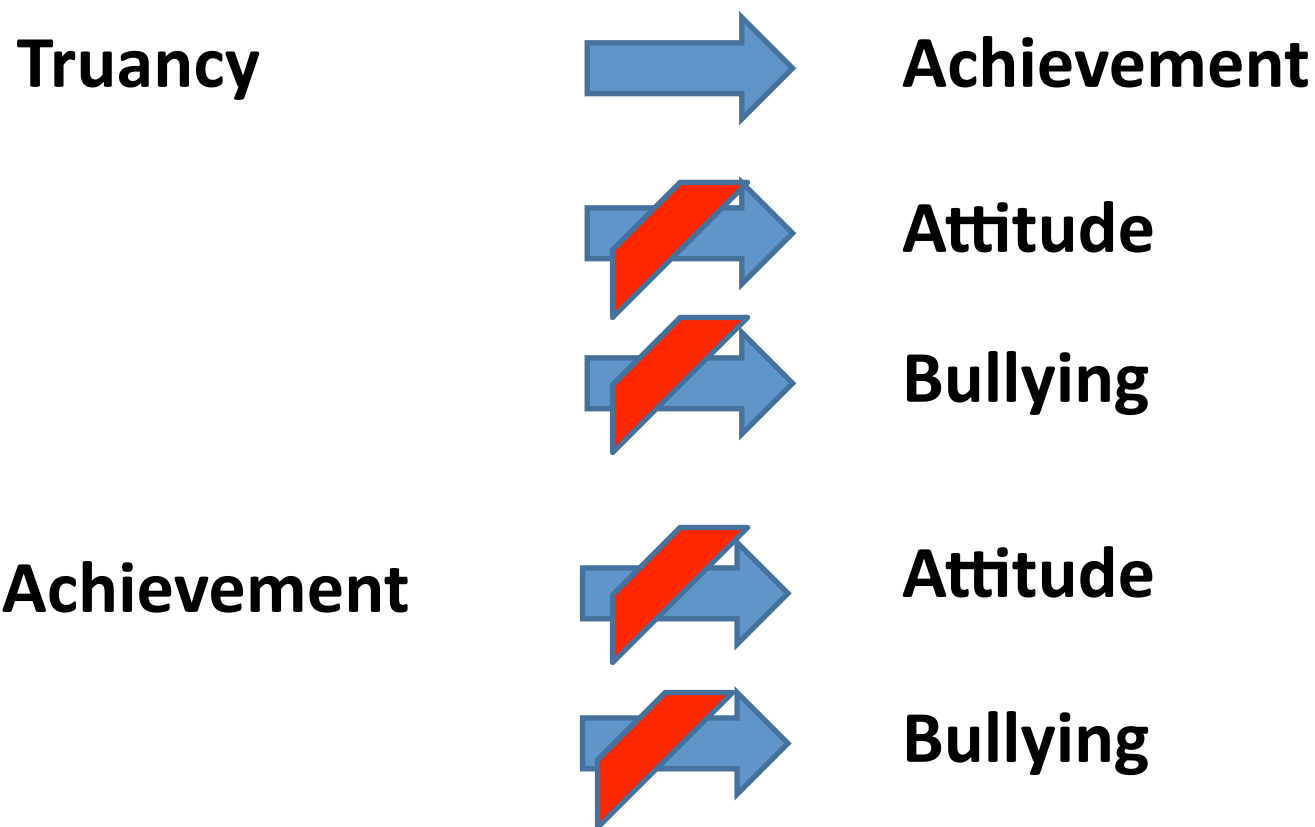 Truancy Achievement
Attitude
Bullying
Achievement Attitude
Bullying